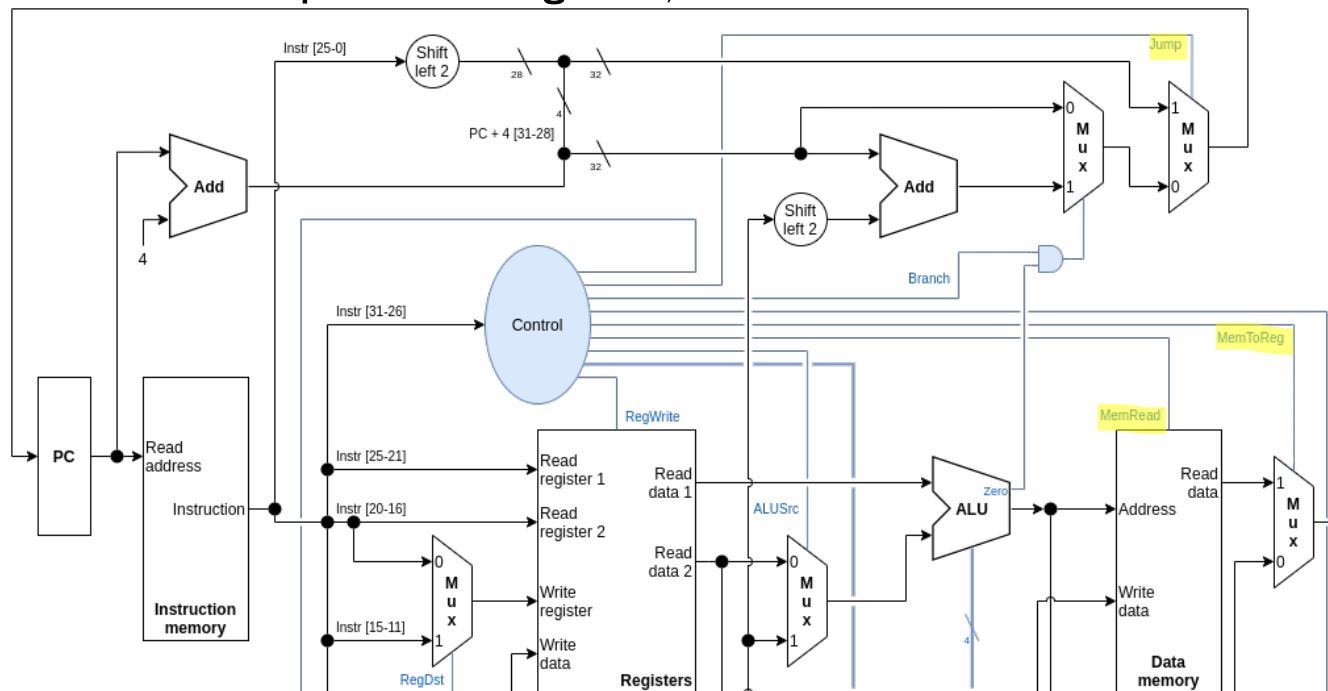 Jump
Instr [25-0]
Shift
left 2
28
32
4
PC + 4 [31-28]
32
0
M
u
x
1
1
M
u
x
0
Add
4
Add
Shift
left 2
Branch
Instr [31-26]
Control
MemToReg
RegWrite
MemRead
PC
Read
address
Instruction
Instruction
memory
Instr [25-21]
Read
register 1
Read
data 1
Instr [20-16]
Read
register 2
Read
data 2
0
M
u
x
1
Write
register
Instr [15-11]
Write
data
RegDst
Registers
ALUSrc
0
M
u
x
1
Zero
ALU
4
Address
Read
data
Write
data
Data
memory
1
M
u
x
0